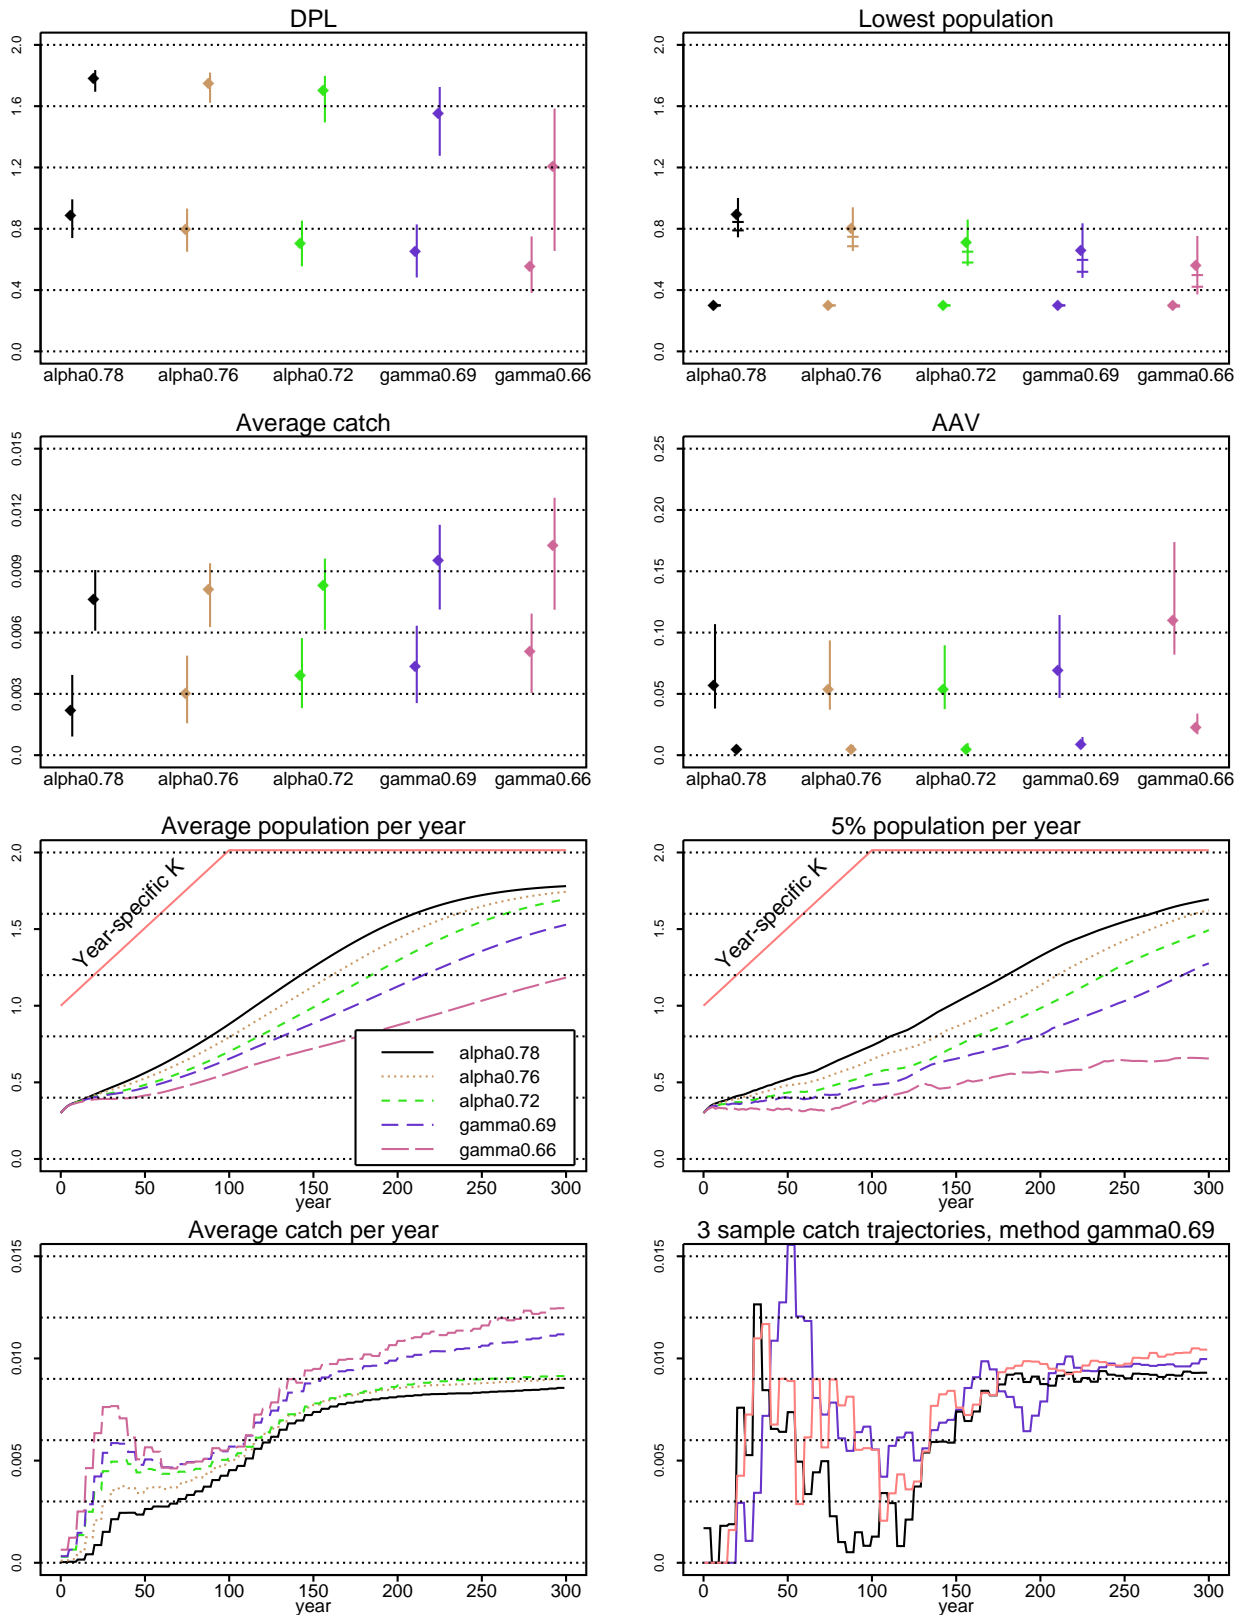 DPL
2.0
1.6
1.2
0.8
0.4
0.0
alpha0.78 alpha0.76 alpha0.72 gamma0.69 gamma0.66
Lowest population
2.0
1.6
1.2
0.8
0.4
0.0
alpha0.78 alpha0.76 alpha0.72 gamma0.69 gamma0.66
Average catch
0.015
0.012
0.009
0.006
0.003
0.0
alpha0.78 alpha0.76 alpha0.72 gamma0.69 gamma0.66
AAV
0.25
0.20
0.15
0.10
0.05
0.0
alpha0.78 alpha0.76 alpha0.72 gamma0.69 gamma0.66
Average population per year
2.0
1.5
1.0
0.5
0.0
Year-specific K
alpha0.78
alpha0.76
alpha0.72
gamma0.69
gamma0.66
0 50 100 150 200 250 300
year
5% population per year
2.0
1.5
1.0
0.5
0.0
Year-specific K
0 50 100 150 200 250 300
year
Average catch per year
0.015
0.010
0.005
0.0
0 50 100 150 200 250 300
year
3 sample catch trajectories, method gamma0.69
0.015
0.010
0.005
0.0
0 50 100 150 200 250 300
year